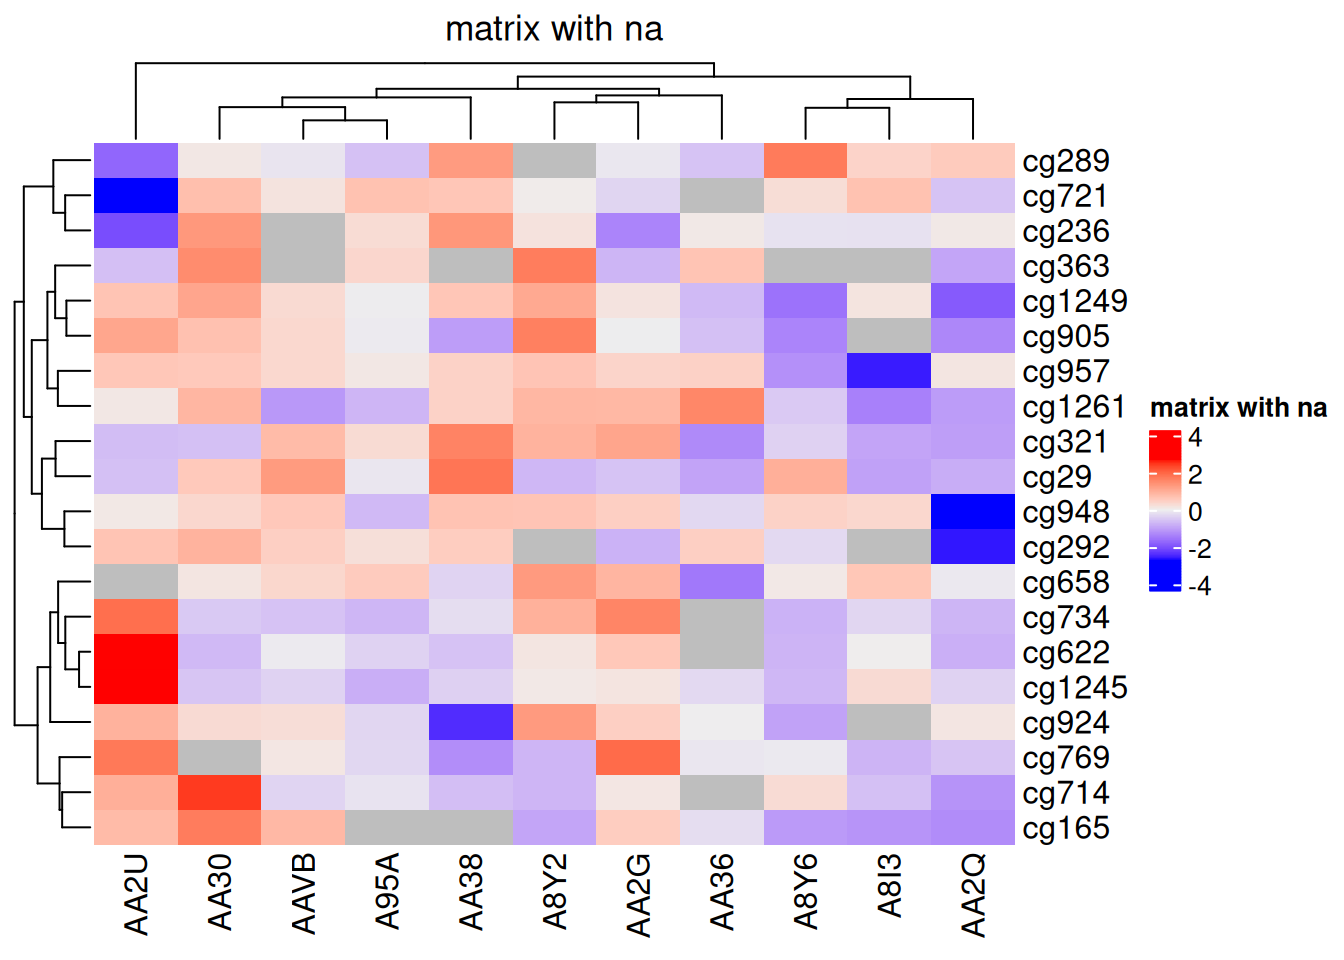 matrix with na
cg289
cg721
cg236
cg363
cg1249
cg905
cg957
cg1261
cg321
cg29
cg948
cg292
cg658
cg734
cg622
cg1245
cg924
cg769
cg714
cg165
matrix with na
4
2
0
-2
-4
AA2U AA30 AAVB A95A AA38 A8Y2 AA2G AA36 A8Y6 A8I3 AA2Q